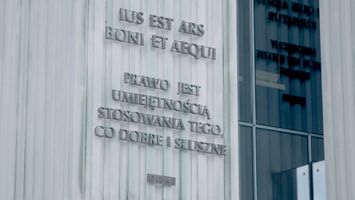 IUS EST ARS
BONI ET AEQUI
PRAWO JEST
UMIEJĘTNOŚCIĄ
STOSOWANIA TEGO,
CO DOBRE I SŁUSZNE